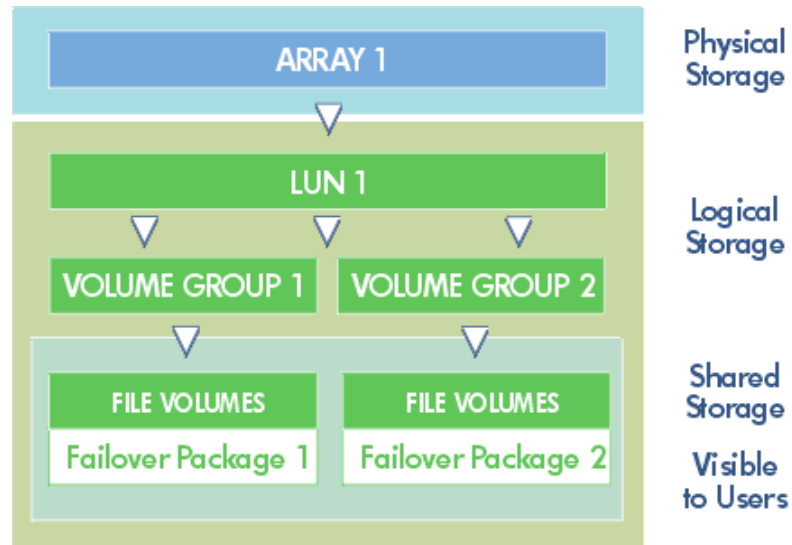 ARRAY 1
Physical
Storage
LUN 1
Logical
Storage
VOLUME GROUP 1
VOLUME GROUP 2
FILE VOLUMES
Failover Package 1
FILE VOLUMES
Failover Package 2
Shared
Storage
Visible
to Users